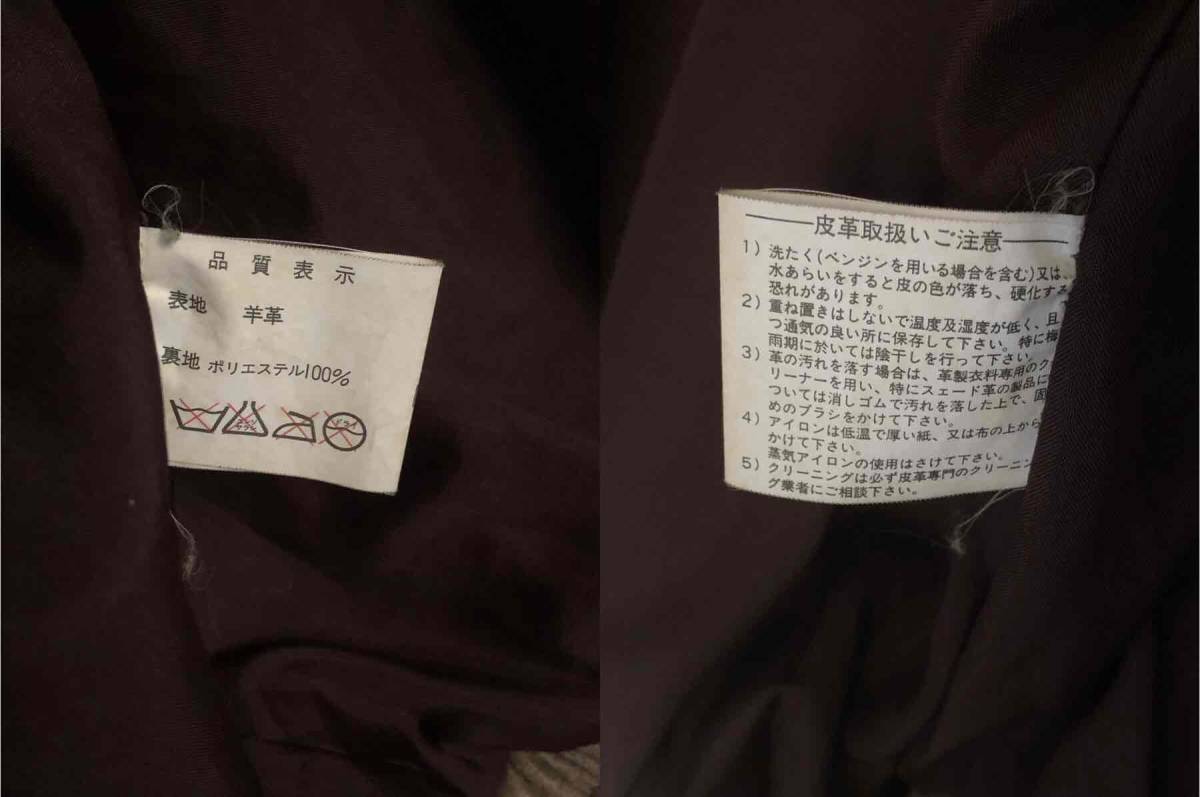 品質表示
表地 羊革
裏地 ポリエステル100%
エンソ サラシ ドライ
皮革取扱いご注意
1) 洗たく(ベンジンを用いる場合を含む)又は、
水あらいをすると皮の色が落ち、硬化する
恐れがあります。
2) 重ね置きはしないで温度及湿度が低く、且
つ通気の良い所に保存して下さい。特に梅
雨期に於いては陰干しを行って下さい。
3) 革の汚れを落す場合は、革製衣料専用のク
リーナーを用い、特にスェード革の製品に
ついては消しゴムで汚れを落した上で、固
めのブラシをかけて下さい。
4) アイロンは低温で厚い紙、又は布の上から
かけて下さい。
蒸気アイロンの使用はさけて下さい。
5) クリーニングは必ず皮革専門のクリーニン
グ業者にご相談下さい。